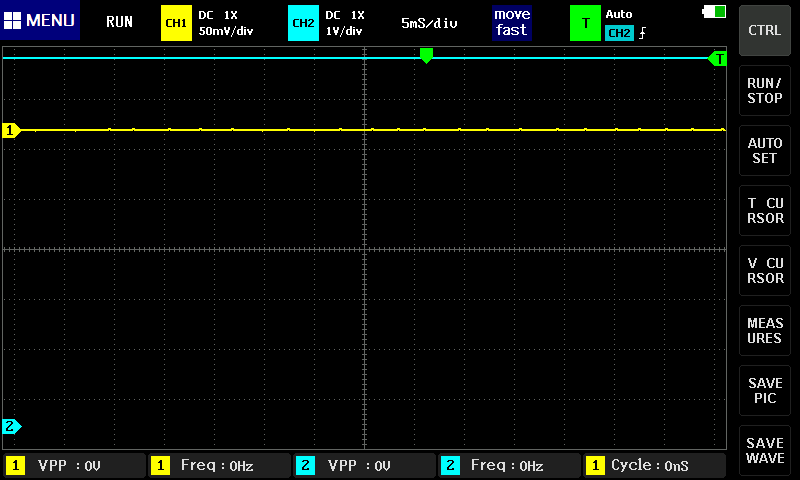 MENU
RUN
CH1
DC 1X
50mV/div
CH2
DC 1X
1V/div
5mS/div
move
fast
T
Auto
CH2
CTRL
T
RUN/
STOP
1
AUTO
SET
T CU
RSOR
V CU
RSOR
MEAS
URES
SAVE
PIC
2
SAVE
WAVE
1 VPP :0V
1 Freq:0Hz
2 VPP :0V
2 Freq:0Hz
1 Cycle:0nS